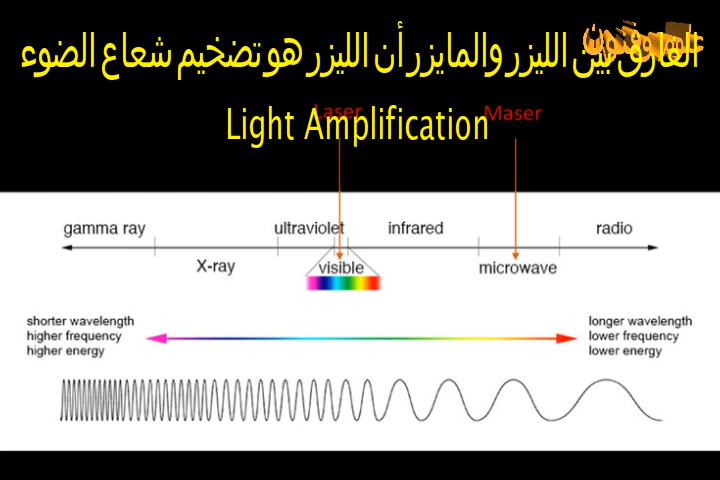 الفارق بين الليزر والمايزر أن الليزر هو تضخيم شعاع الضوء
Light Amplification
Laser
Maser
gamma ray
ultraviolet
infrared
radio
X-ray
visible
microwave
shorter wavelength
higher frequency
higher energy
longer wavelength
lower frequency
lower energy